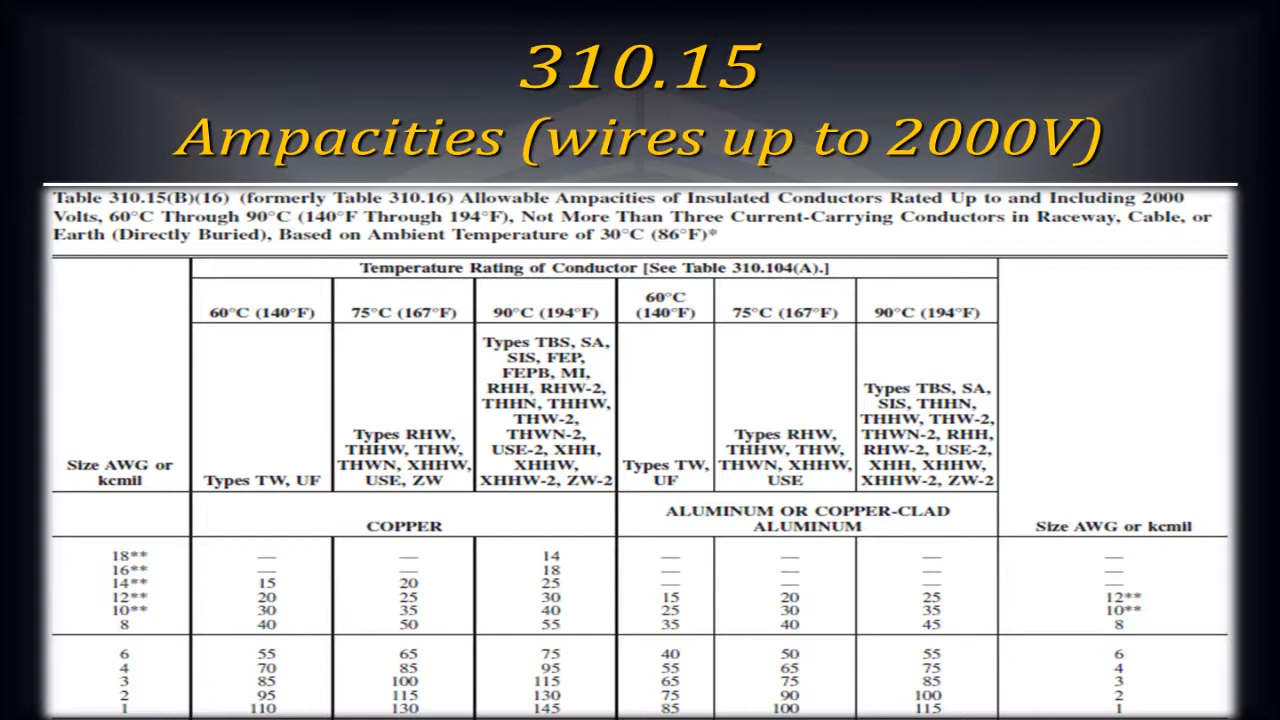 310.15
Ampacities (wires up to 2000V)
Table 310.15(B)(16) (formerly Table 310.16) Allowable Ampacities of Insulated Conductors Rated Up to and Including 2000
Volts, 60°C Through 90°C (140°F Through 194°F), Not More Than Three Current-Carrying Conductors in Raceway, Cable, or
Earth (Directly Buried), Based on Ambient Temperature of 30°C (86°F)*
Temperature Rating of Conductor [See Table 310.104(A).]
60°C (140°F)
75°C (167°F)
90°C (194°F)
60°C
(140°F)
75°C (167°F)
90°C (194°F)
Size AWG or
kcmil
Types TW, UF
Types RHW,
THHW, THW,
THWN, XHHW,
USE, ZW
Types TBS, SA,
SIS, FEP,
FEPB, MI,
RHH, RHW-2,
THHN, THHW,
THW-2,
THWN-2,
USE-2, XHH,
XHHW,
XHHW-2, ZW-2
Types TW,
UF
Types RHW,
THHW, THW,
THWN, XHHW,
USE
Types TBS, SA,
SIS, THHN,
THHW, THW-2,
THWN-2, RHH,
RHW-2, USE-2,
XHH, XHHW,
XHHW-2, ZW-2
COPPER
ALUMINUM OR COPPER-CLAD
ALUMINUM
Size AWG or kcmil
18** — — 14 — — — —
16** — — 18 — — — —
14** 15 20 25 — — — —
12** 20 25 30 15 20 25 12**
10** 30 35 40 25 30 35 10**
8 40 50 55 35 40 45 8
6 55 65 75 40 50 55 6
4 70 85 95 55 65 75 4
3 85 100 115 65 75 85 3
2 95 115 130 75 90 100 2
1 110 130 145 85 100 115 1